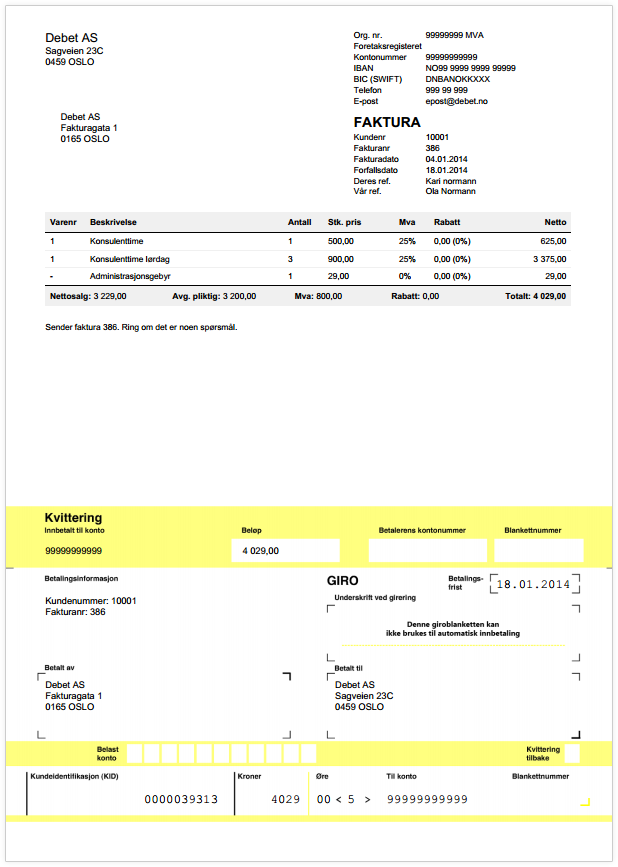 Debet AS
Sagveien 23C
0459 OSLO
Org. nr. 99999999 MVA
Foretaksregisteret
Kontonummer 99999999999
IBAN NO99 9999 9999 99999
BIC (SWIFT) DNBANOKKXXX
Telefon 999 99 999
E-post epost@debet.no
Debet AS
Fakturagata 1
0165 OSLO
FAKTURA
Kundenr 10001
Fakturanr 386
Fakturadato 04.01.2014
Forfallsdato 18.01.2014
Deres ref. Kari normann
Vår ref. Ola Normann
Varenr Beskrivelse Antall Stk. pris Mva Rabatt Netto
1 Konsulenttime 1 500,00 25% 0,00 (0%) 625,00
1 Konsulenttime lørdag 3 900,00 25% 0,00 (0%) 3 375,00
- Administrasjonsgebyr 1 29,00 0% 0,00 (0%) 29,00
Nettosalg: 3 229,00 Avg. pliktig: 3 200,00 Mva: 800,00 Rabatt: 0,00 Totalt: 4 029,00
Sender faktura 386. Ring om det er noen spørsmål.
Kvittering
Innbetalt til konto Beløp Betalerens kontonummer Blankettnummer
99999999999 4 029,00
Betalingsinformasjon
Kundenummer: 10001
Fakturanr: 386
GIRO
Betalings-
frist
18.01.2014
Underskrift ved girering
Denne giroblanketten kan
ikke brukes til automatisk innbetaling
Betalt av
Debet AS
Fakturagata 1
0165 OSLO
Betalt til
Debet AS
Sagveien 23C
0459 OSLO
Belast
konto
Kvittering
tilbake
Kundeidentifikasjon (KID) Kroner Øre Til konto Blankettnummer
0000039313 4029 00 < 5 > 99999999999